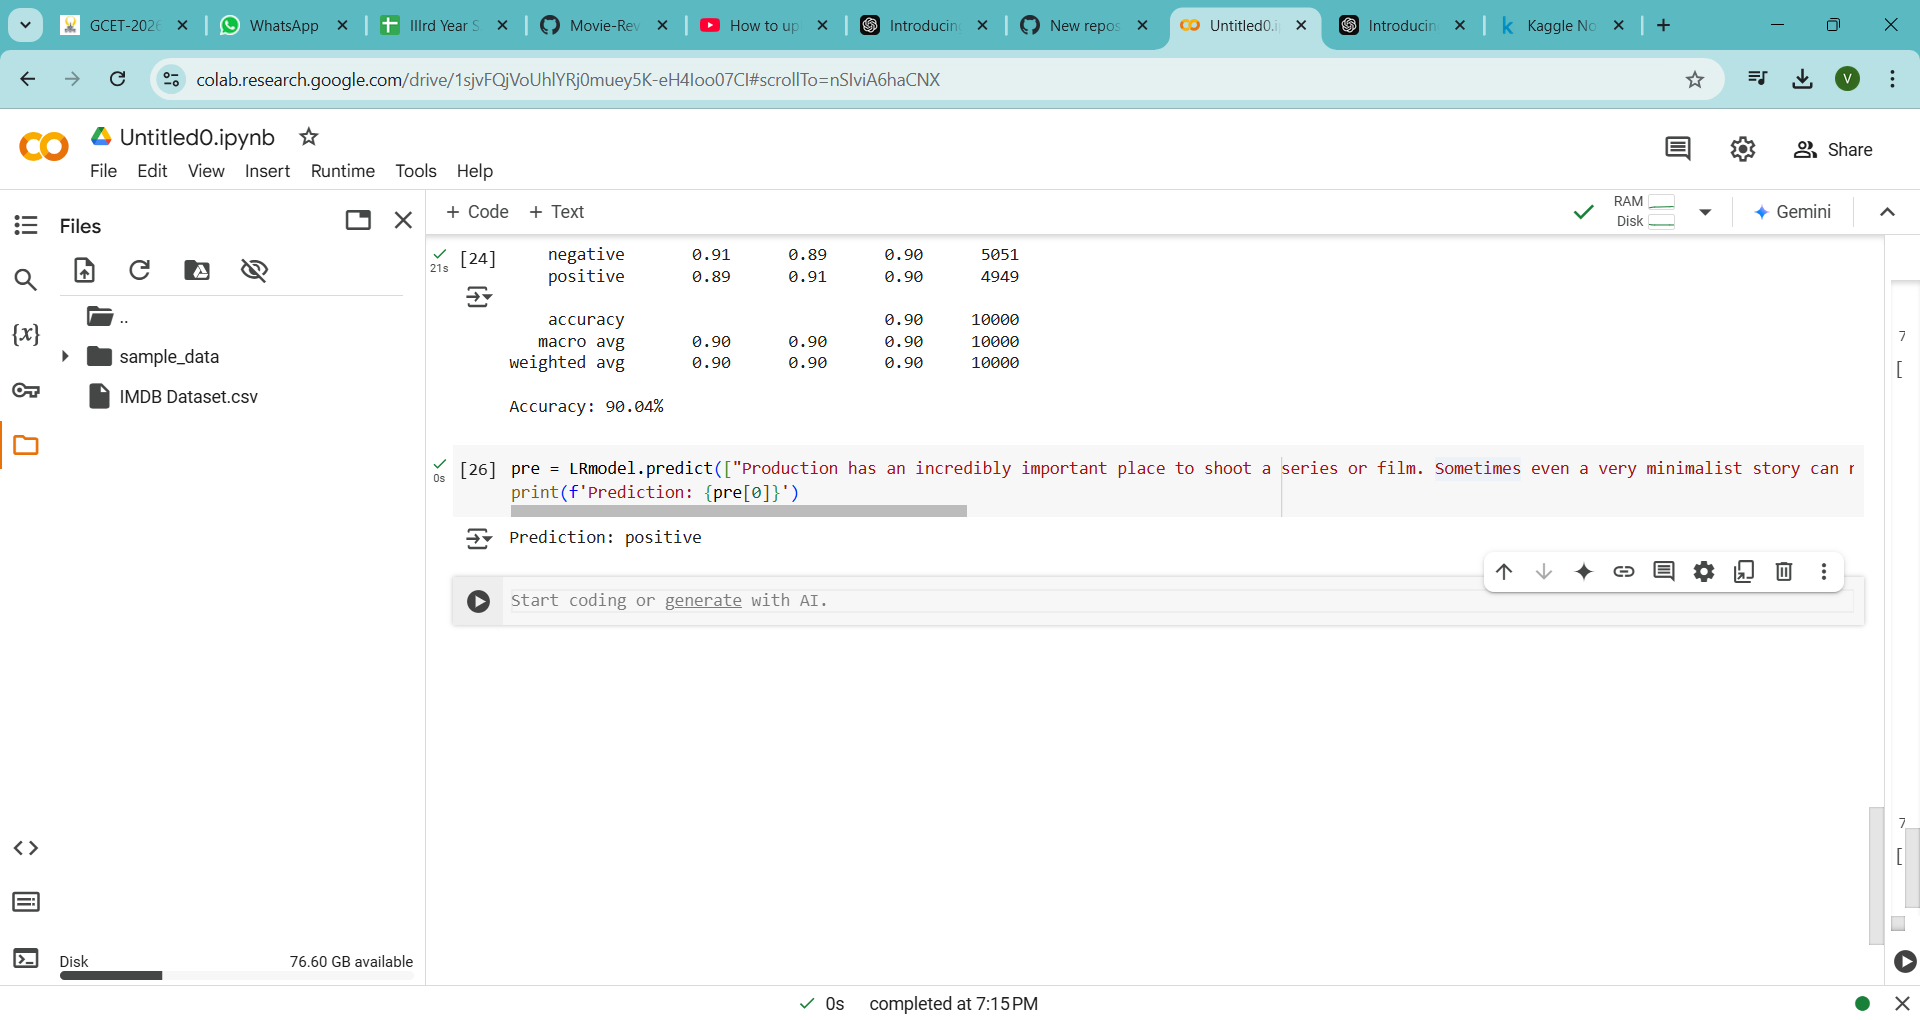 GCET-2026
WhatsApp
IIIrd Year S
Movie-Rev
How to up
Introducin
New repos
Untitled0.i
Introducin
Kaggle No
colab.research.google.com/drive/1sjvFQjVoUhlYRj0muey5K-eH4Ioo07CI#scrollTo=nSIviA6haCNX
V
Untitled0.ipynb
File Edit View Insert Runtime Tools Help
Share
Files
+ Code + Text
RAM
Disk
Gemini
..
sample_data
IMDB Dataset.csv
{x}
21s
[24]
negative 0.91 0.89 0.90 5051
positive 0.89 0.91 0.90 4949
accuracy 0.90 10000
macro avg 0.90 0.90 0.90 10000
weighted avg 0.90 0.90 0.90 10000
Accuracy: 90.04%
0s
[26]
pre = LRmodel.predict(["Production has an incredibly important place to shoot a series or film. Sometimes even a very minimalist story can r
print(f'Prediction: {pre[0]}')
Prediction: positive
Start coding or generate with AI.
7
[
7
[
Disk 76.60 GB available
0s completed at 7:15 PM